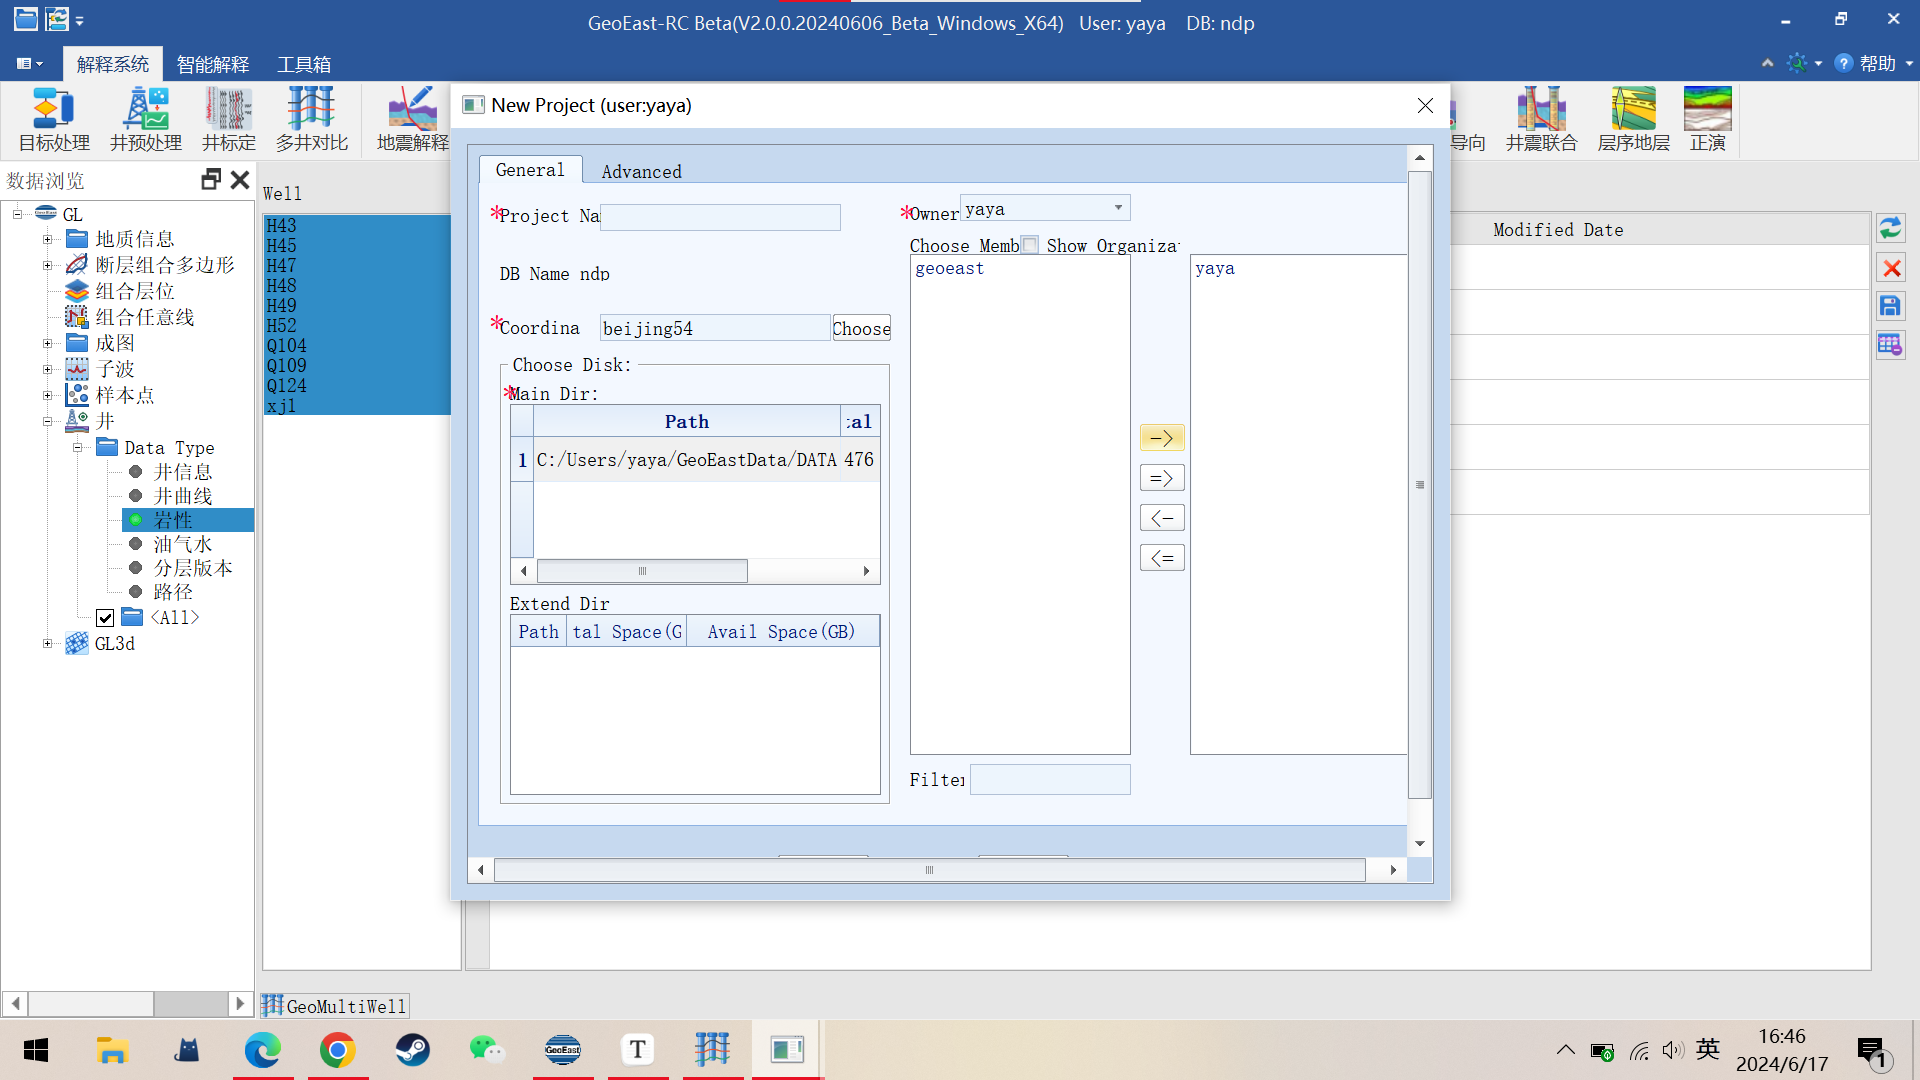 GeoEast-RC Beta(V2.0.0.20240606_Beta_Windows_X64) User: yaya DB: ndp
解释系统 智能解释 工具箱 帮助
目标处理 井预处理 井标定 多井对比 地震解释 导向 井震联合 层序地层 正演
New Project (user:yaya)
数据浏览
GL
地质信息
断层组合多边形
组合层位
组合任意线
成图
子波
样本点
井
Data Type
井信息
井曲线
岩性
油气水
分层版本
路径
<All>
GL3d
Well
H43
H45
H47
H48
H49
H52
Q104
Q109
Q124
xj1
General Advanced
*Project Na
DB Name ndp
*Coordina beijing54 Choose
Choose Disk:
*Main Dir:
Path tal
1 C:/Users/yaya/GeoEastData/DATA 476
Extend Dir
Path tal Space(G Avail Space(GB)
*Owner yaya
Choose Memb Show Organiza
geoeast
yaya
—>
=>
<—
<=
Filter
Modified Date
GeoMultiWell
GeoEast
T
英
16:46
2024/6/17
1